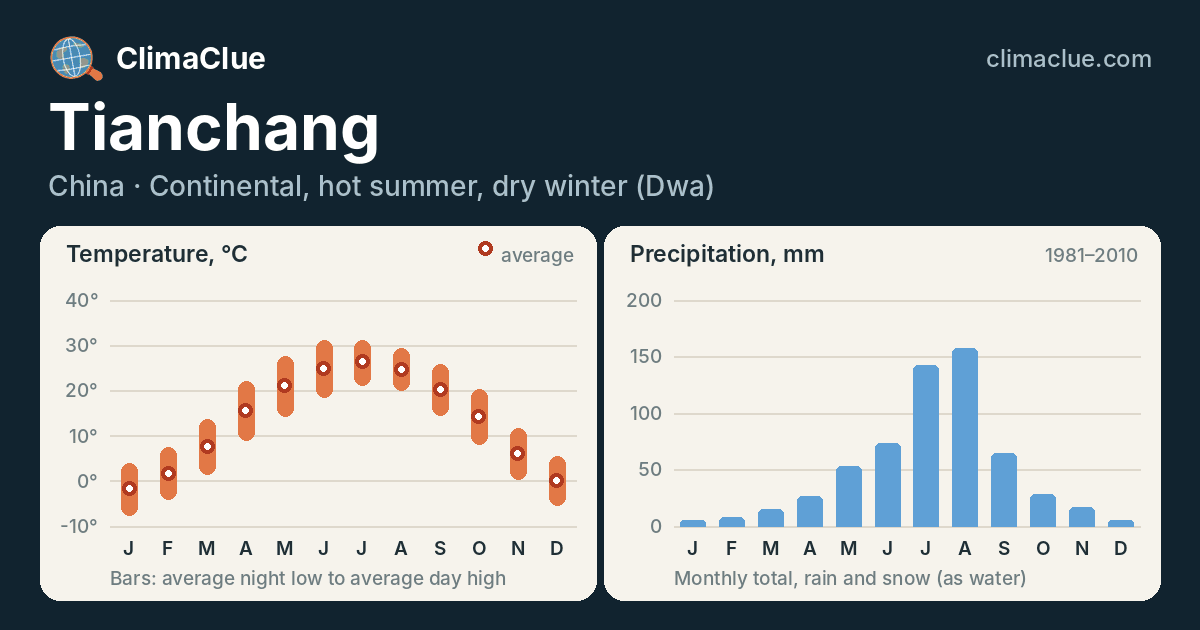 ClimaClue
climaclue.com
Tianchang
China · Continental, hot summer, dry winter (Dwa)
Temperature, °C
average
40°
30°
20°
10°
0°
-10°
J F M A M J J A S O N D
Bars: average night low to average day high
Precipitation, mm
1981–2010
200
150
100
50
0
J F M A M J J A S O N D
Monthly total, rain and snow (as water)